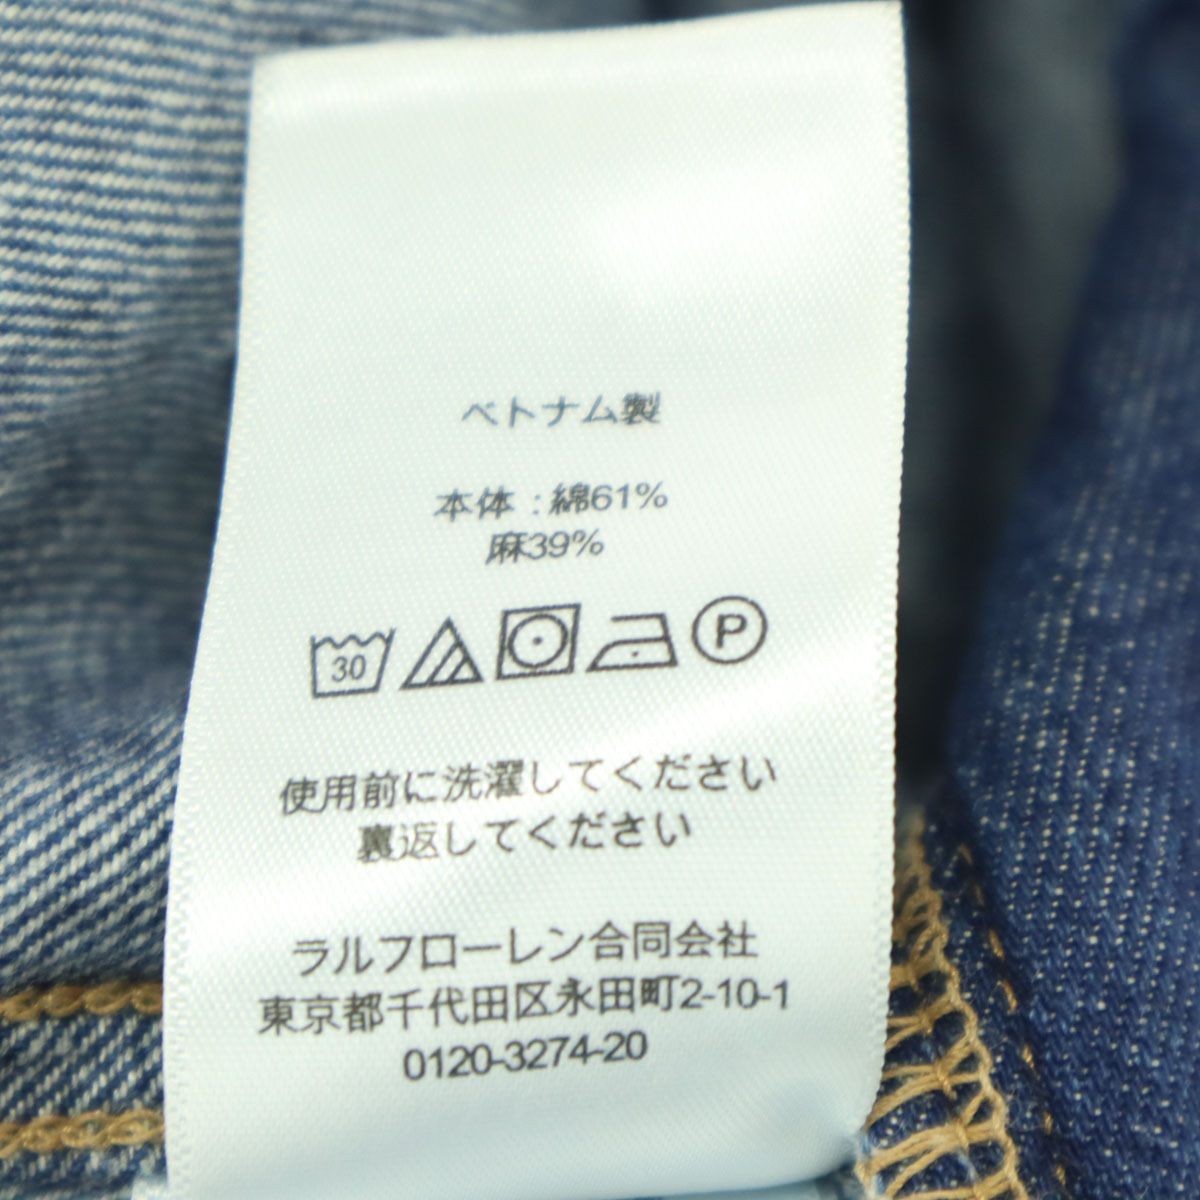 ベトナム製
本体 : 綿61%
麻39%
30 P
使用前に洗濯してください
裏返してください
ラルフローレン合同会社
東京都千代田区永田町2-10-1
0120-3274-20